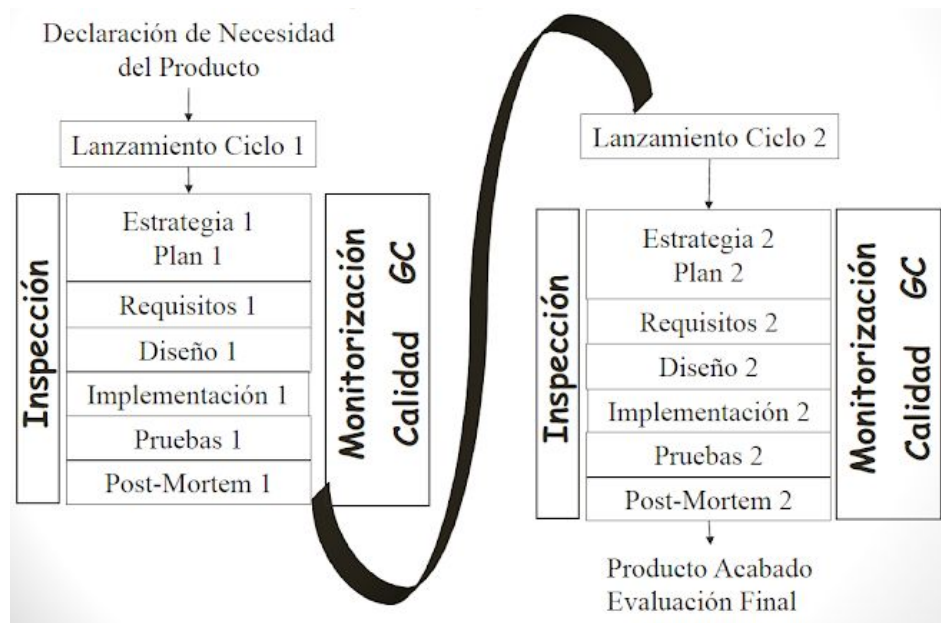 Declaración de Necesidad
del Producto
Lanzamiento Ciclo 1
Inspección
Estrategia 1
Plan 1
Requisitos 1
Diseño 1
Implementación 1
Pruebas 1
Post-Mortem 1
Monitorización
Calidad GC
Lanzamiento Ciclo 2
Inspección
Estrategia 2
Plan 2
Requisitos 2
Diseño 2
Implementación 2
Pruebas 2
Post-Mortem 2
Monitorización
Calidad GC
Producto Acabado
Evaluación Final